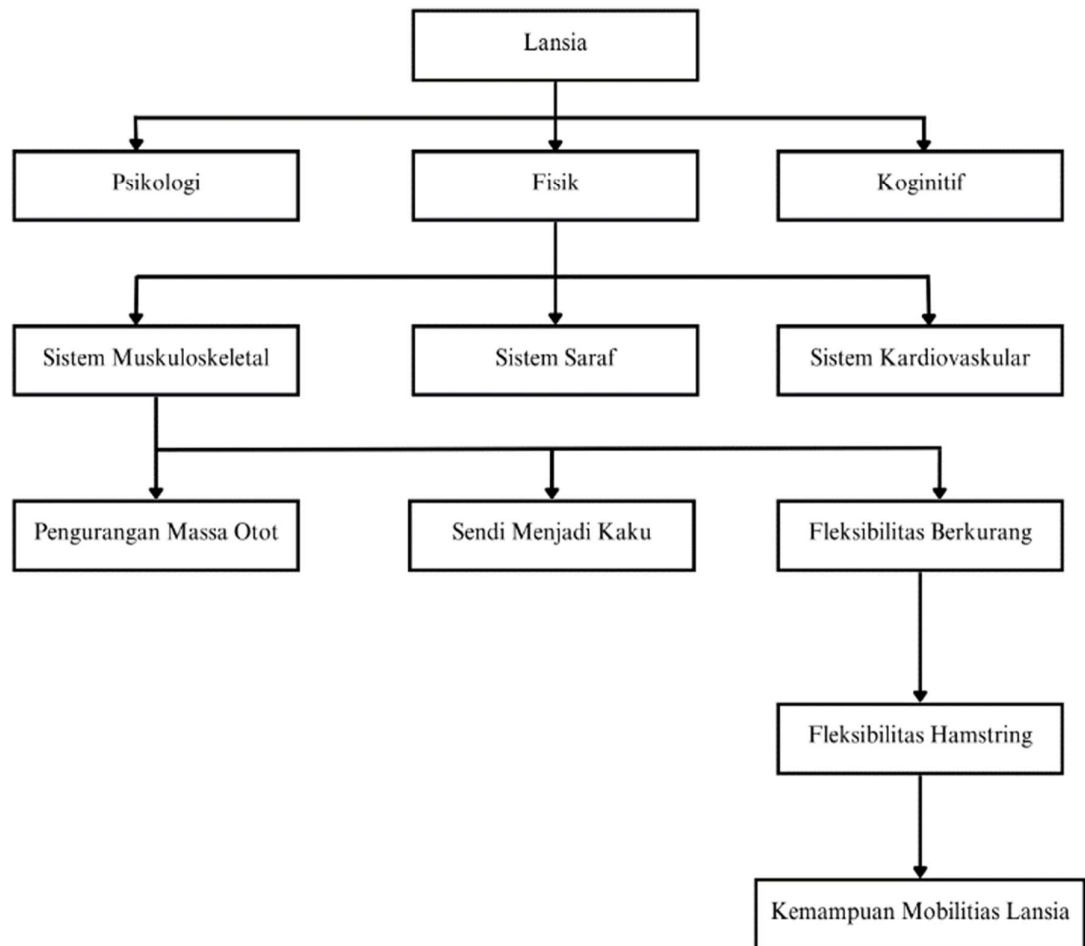 Lansia
Psikologi
Fisik
Koginitif
Sistem Muskuloskeletal
Sistem Saraf
Sistem Kardiovaskular
Pengurangan Massa Otot
Sendi Menjadi Kaku
Fleksibilitas Berkurang
Fleksibilitas Hamstring
Kemampuan Mobilitias Lansia